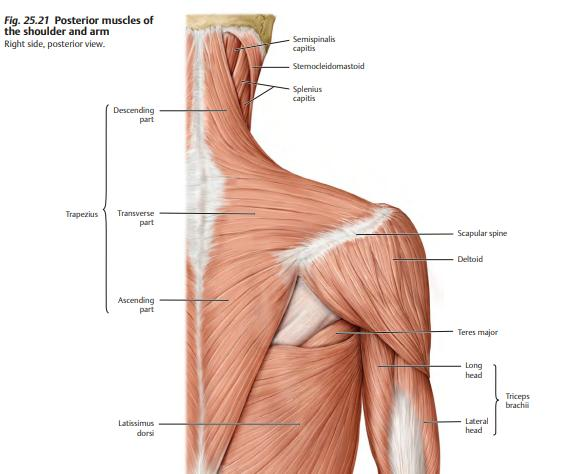 Fig. 25.21 Posterior muscles of
the shoulder and arm
Right side, posterior view.
Semispinalis
capitis
Sternocleidomastoid
Splenius
capitis
Descending
part
Trapezius
Transverse
part
Scapular spine
Deltoid
Ascending
part
Teres major
Long
head
Triceps
brachii
Lateral
head
Latissimus
dorsi